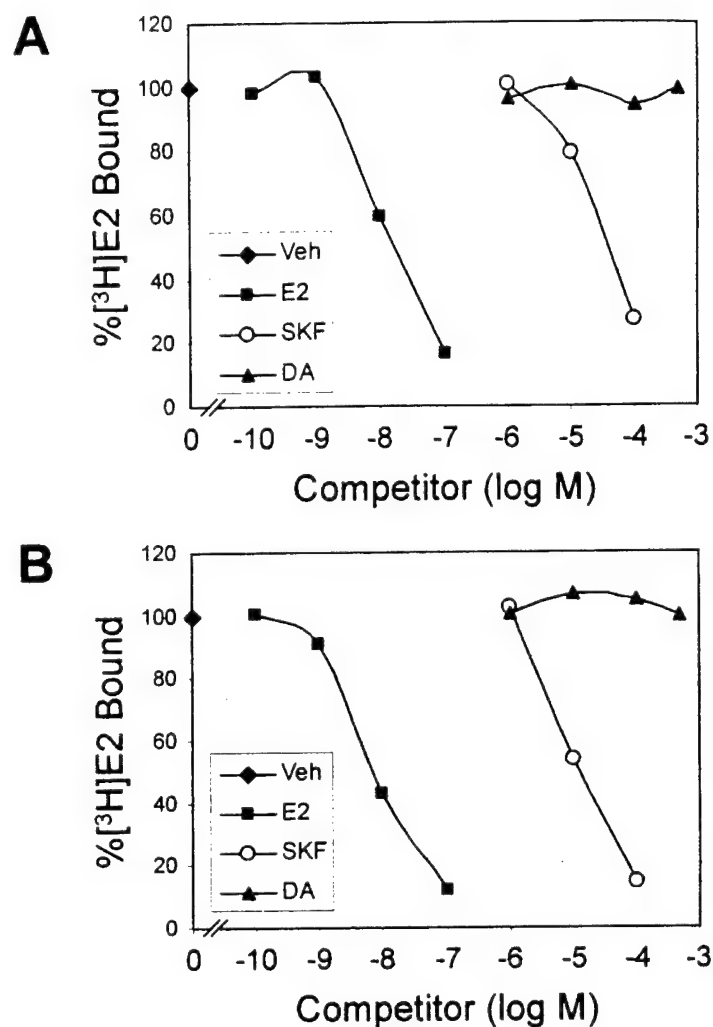 A
%[³H]E2 Bound
120
100
80
60
40
20
0
Veh
E2
SKF
DA
0 -10 -9 -8 -7 -6 -5 -4 -3
Competitor (log M)
B
%[³H]E2 Bound
120
100
80
60
40
20
0
Veh
E2
SKF
DA
0 -10 -9 -8 -7 -6 -5 -4 -3
Competitor (log M)